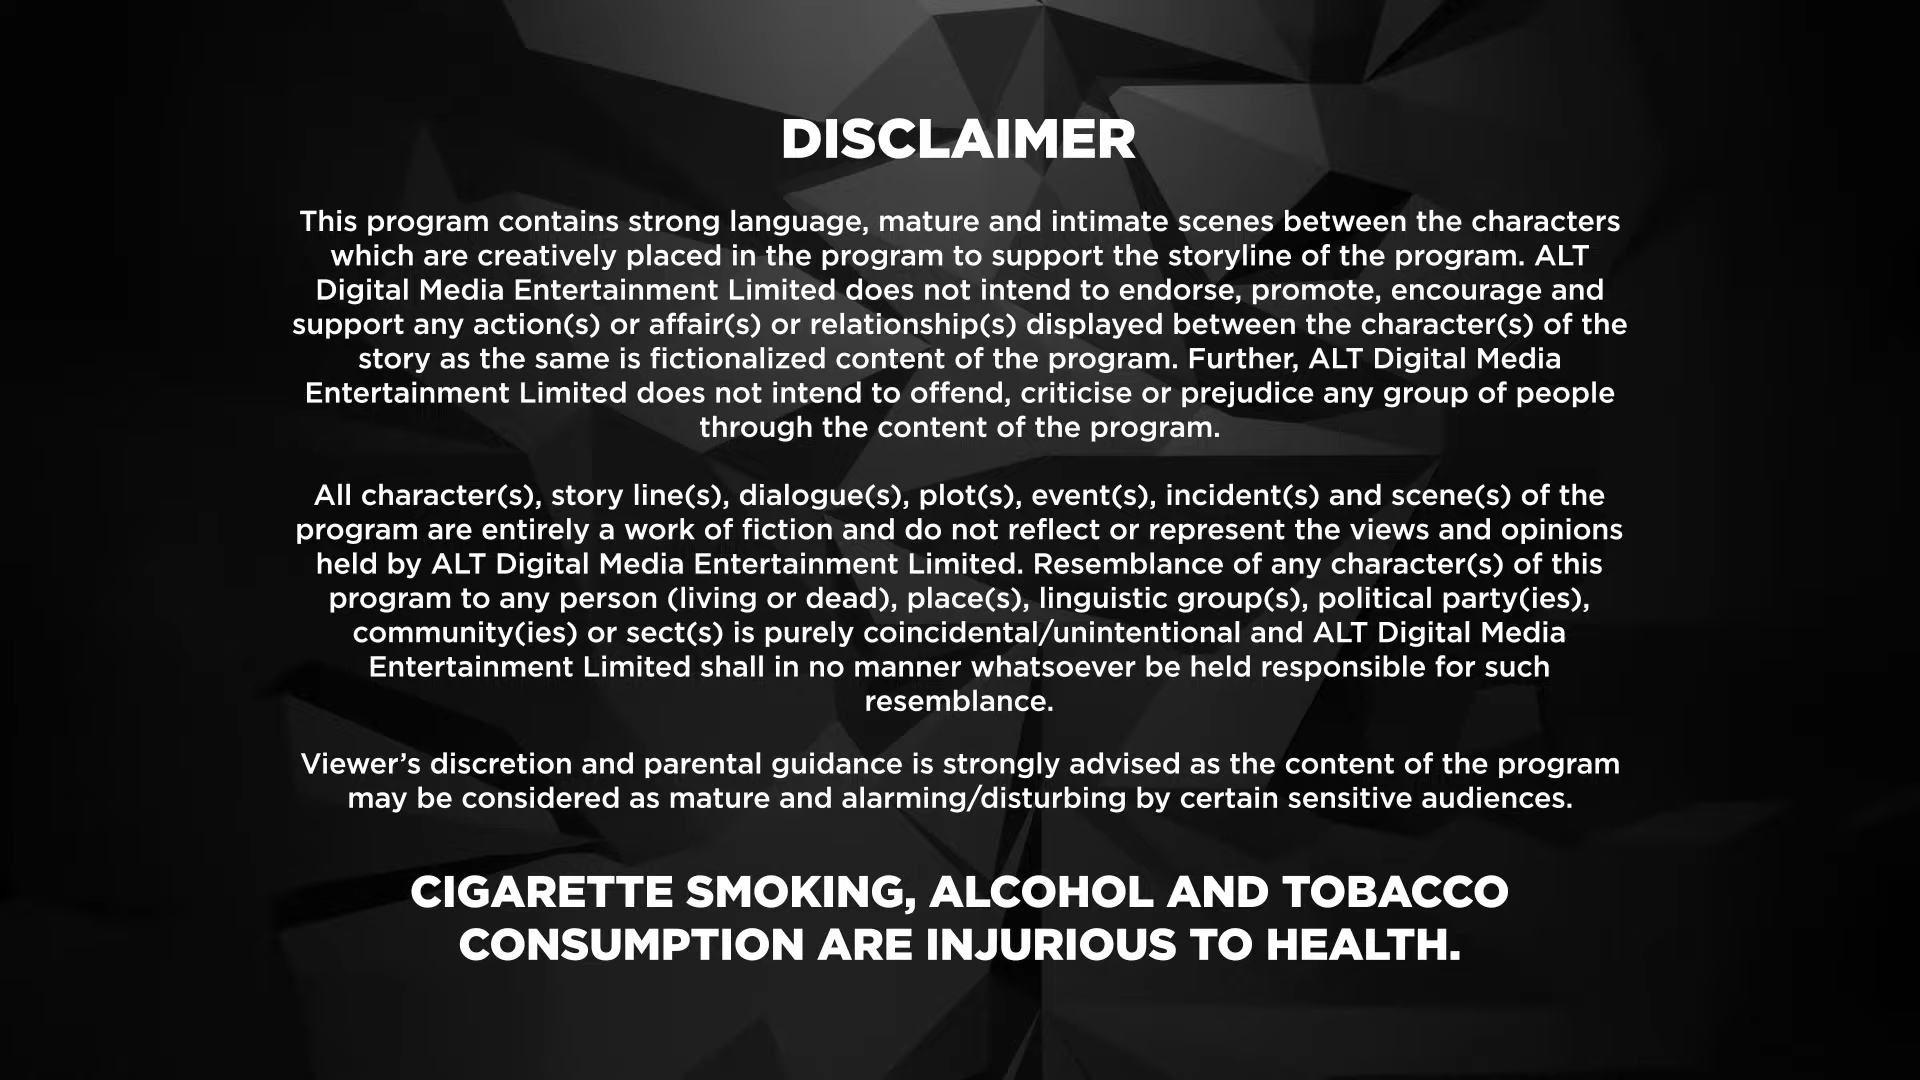 DISCLAIMER
This program contains strong language, mature and intimate scenes between the characters
which are creatively placed in the program to support the storyline of the program. ALT
Digital Media Entertainment Limited does not intend to endorse, promote, encourage and
support any action(s) or affair(s) or relationship(s) displayed between the character(s) of the
story as the same is fictionalized content of the program. Further, ALT Digital Media
Entertainment Limited does not intend to offend, criticise or prejudice any group of people
through the content of the program.
All character(s), story line(s), dialogue(s), plot(s), event(s), incident(s) and scene(s) of the
program are entirely a work of fiction and do not reflect or represent the views and opinions
held by ALT Digital Media Entertainment Limited. Resemblance of any character(s) of this
program to any person (living or dead), place(s), linguistic group(s), political party(ies),
community(ies) or sect(s) is purely coincidental/unintentional and ALT Digital Media
Entertainment Limited shall in no manner whatsoever be held responsible for such
resemblance.
Viewer’s discretion and parental guidance is strongly advised as the content of the program
may be considered as mature and alarming/disturbing by certain sensitive audiences.
CIGARETTE SMOKING, ALCOHOL AND TOBACCO
CONSUMPTION ARE INJURIOUS TO HEALTH.